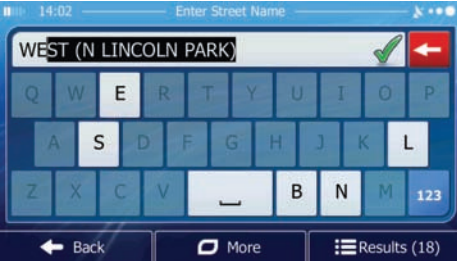 14:02 Enter Street Name
WEST (N LINCOLN PARK)
Q W E R T Y U I O P
A S D F G H J K L
Z X C V B N M 123
Back More Results (18)